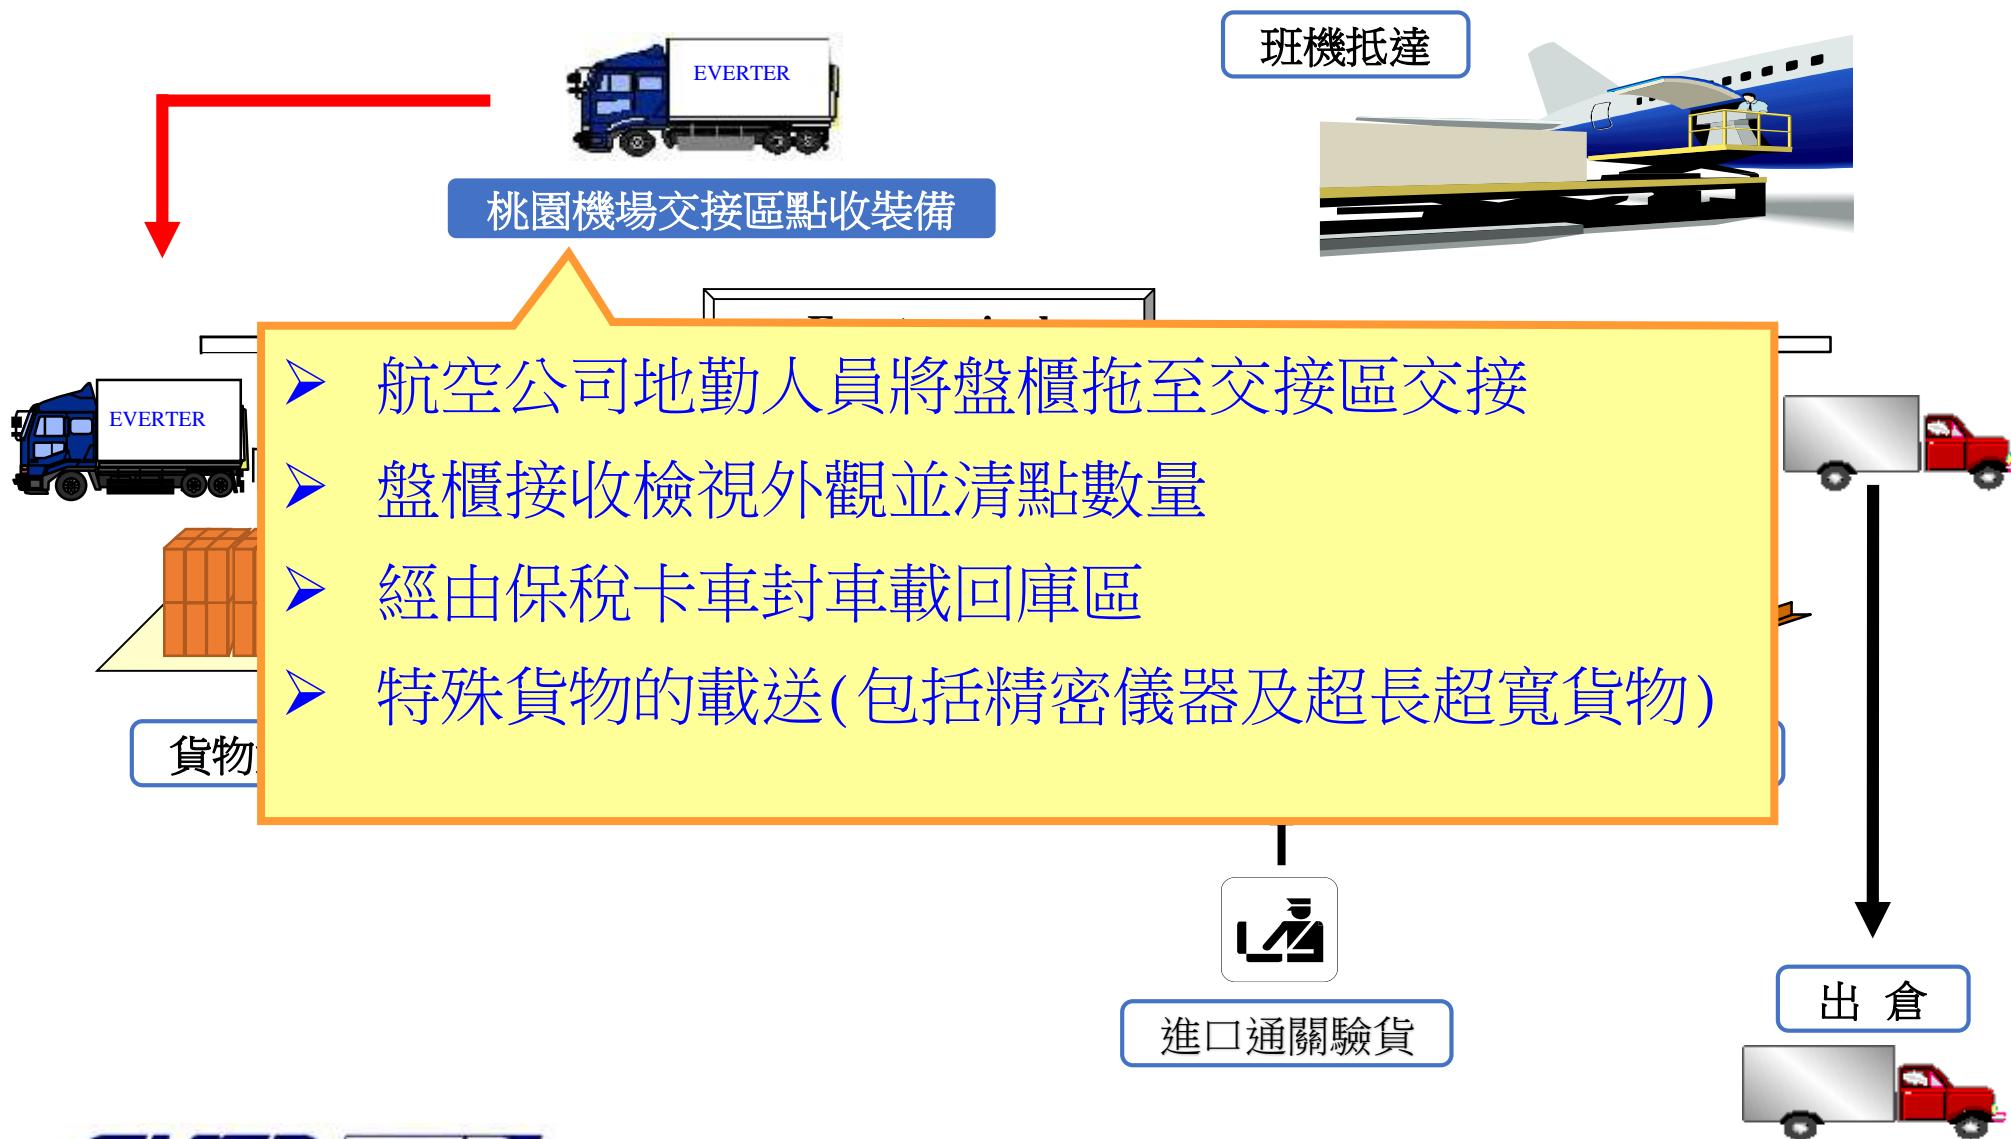 班機抵達
EVERTER
桃園機場交接區點收裝備
航空公司地勤人員將盤櫃拖至交接區交接
EVERTER
盤櫃接收檢視外觀並清點數量
經由保稅卡車封車載回庫區
特殊貨物的載送(包括精密儀器及超長超寬貨物)
貨物
進口通關驗貨
出 倉